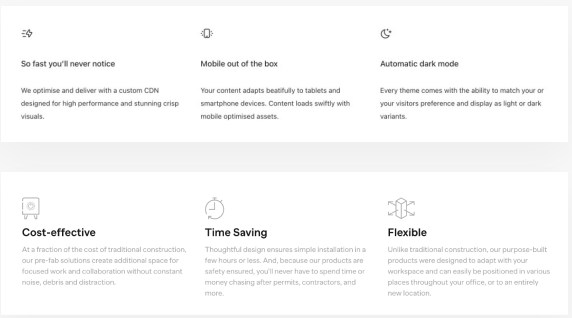 So fast you'll never notice
We optimise and deliver with a custom CDN
designed for high performance and stunning crisp
visuals.
Mobile out of the box
Your content adapts beatifully to tablets and
smartphone devices. Content loads swiftly with
mobile optimised assets.
Automatic dark mode
Every theme comes with the ability to match your or
your visitors preference and display as light or dark
variants.
Cost-effective
At a fraction of the cost of traditional construction,
our pre-fab solutions create additional space for
focused work and collaboration without constant
noise, debris and distraction.
Time Saving
Thoughtful design ensures simple installation in a
few hours or less. And, because our products are
safety ensured, you'll never have to spend time or
money chasing after permits, contractors, and
more.
Flexible
Unlike traditional construction, our purpose-built
products were designed to adapt with your
workspace and can easily be positioned in various
places throughout your office, or to an entirely
new location.